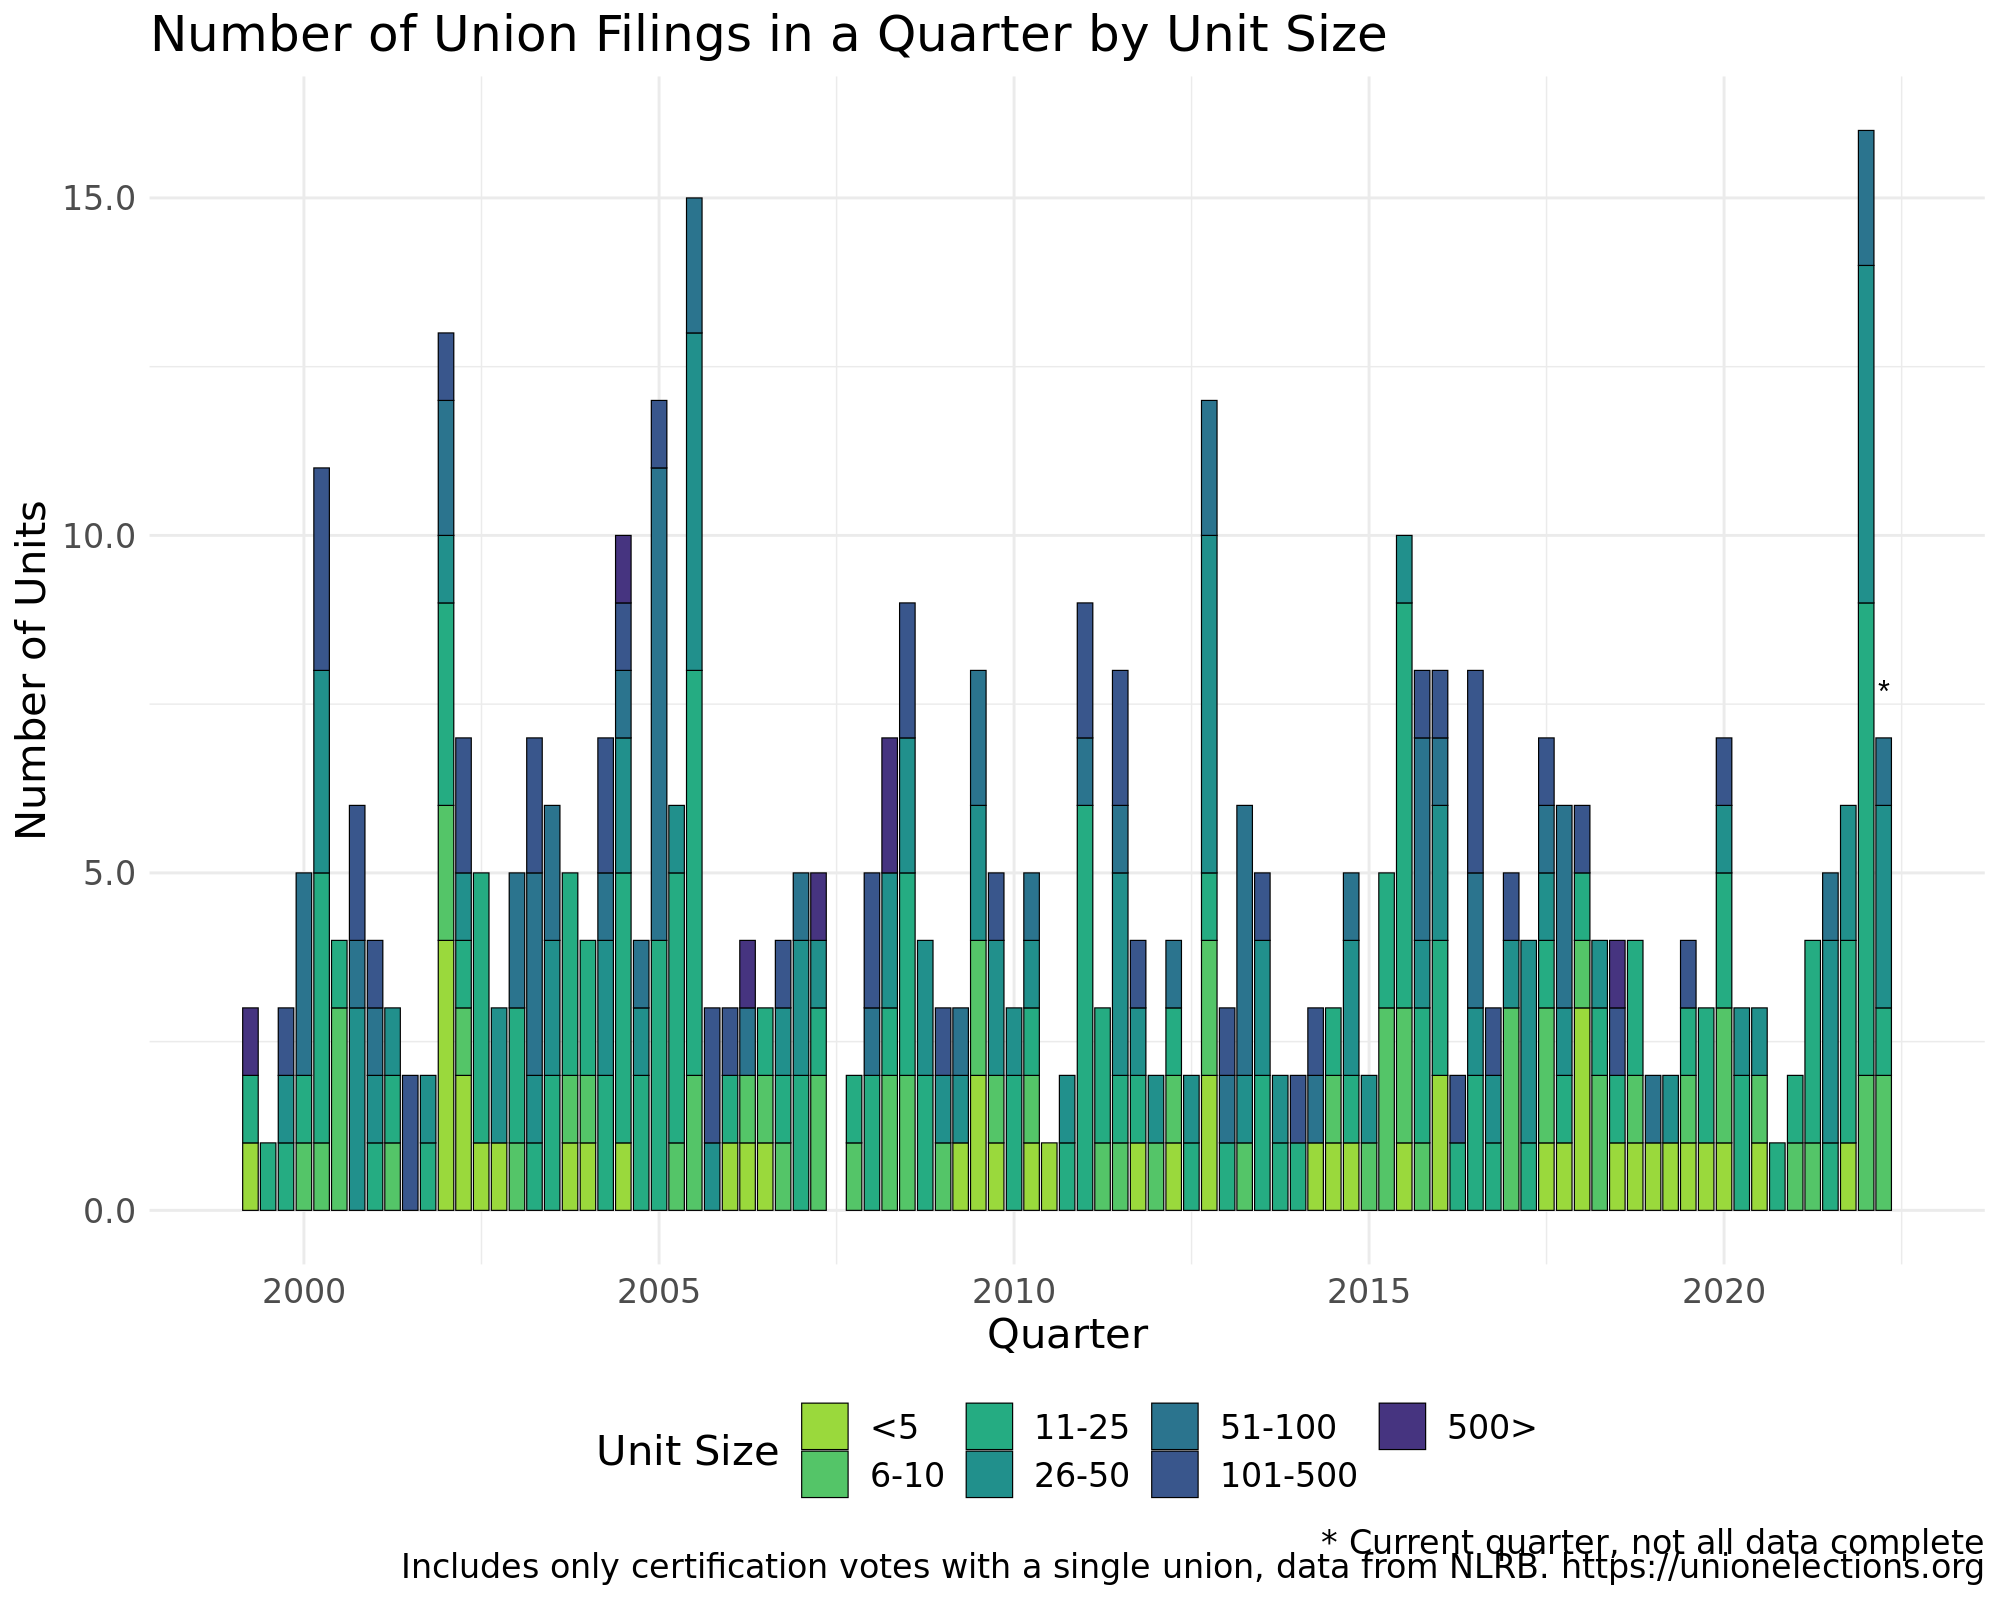 Number of Union Filings in a Quarter by Unit Size
Number of Units
15.0
10.0
5.0
0.0
*
2000 2005 2010 2015 2020
Quarter
Unit Size
<5 11-25 51-100 500>
6-10 26-50 101-500
* Current quarter, not all data complete
Includes only certification votes with a single union, data from NLRB. https://unionelections.org